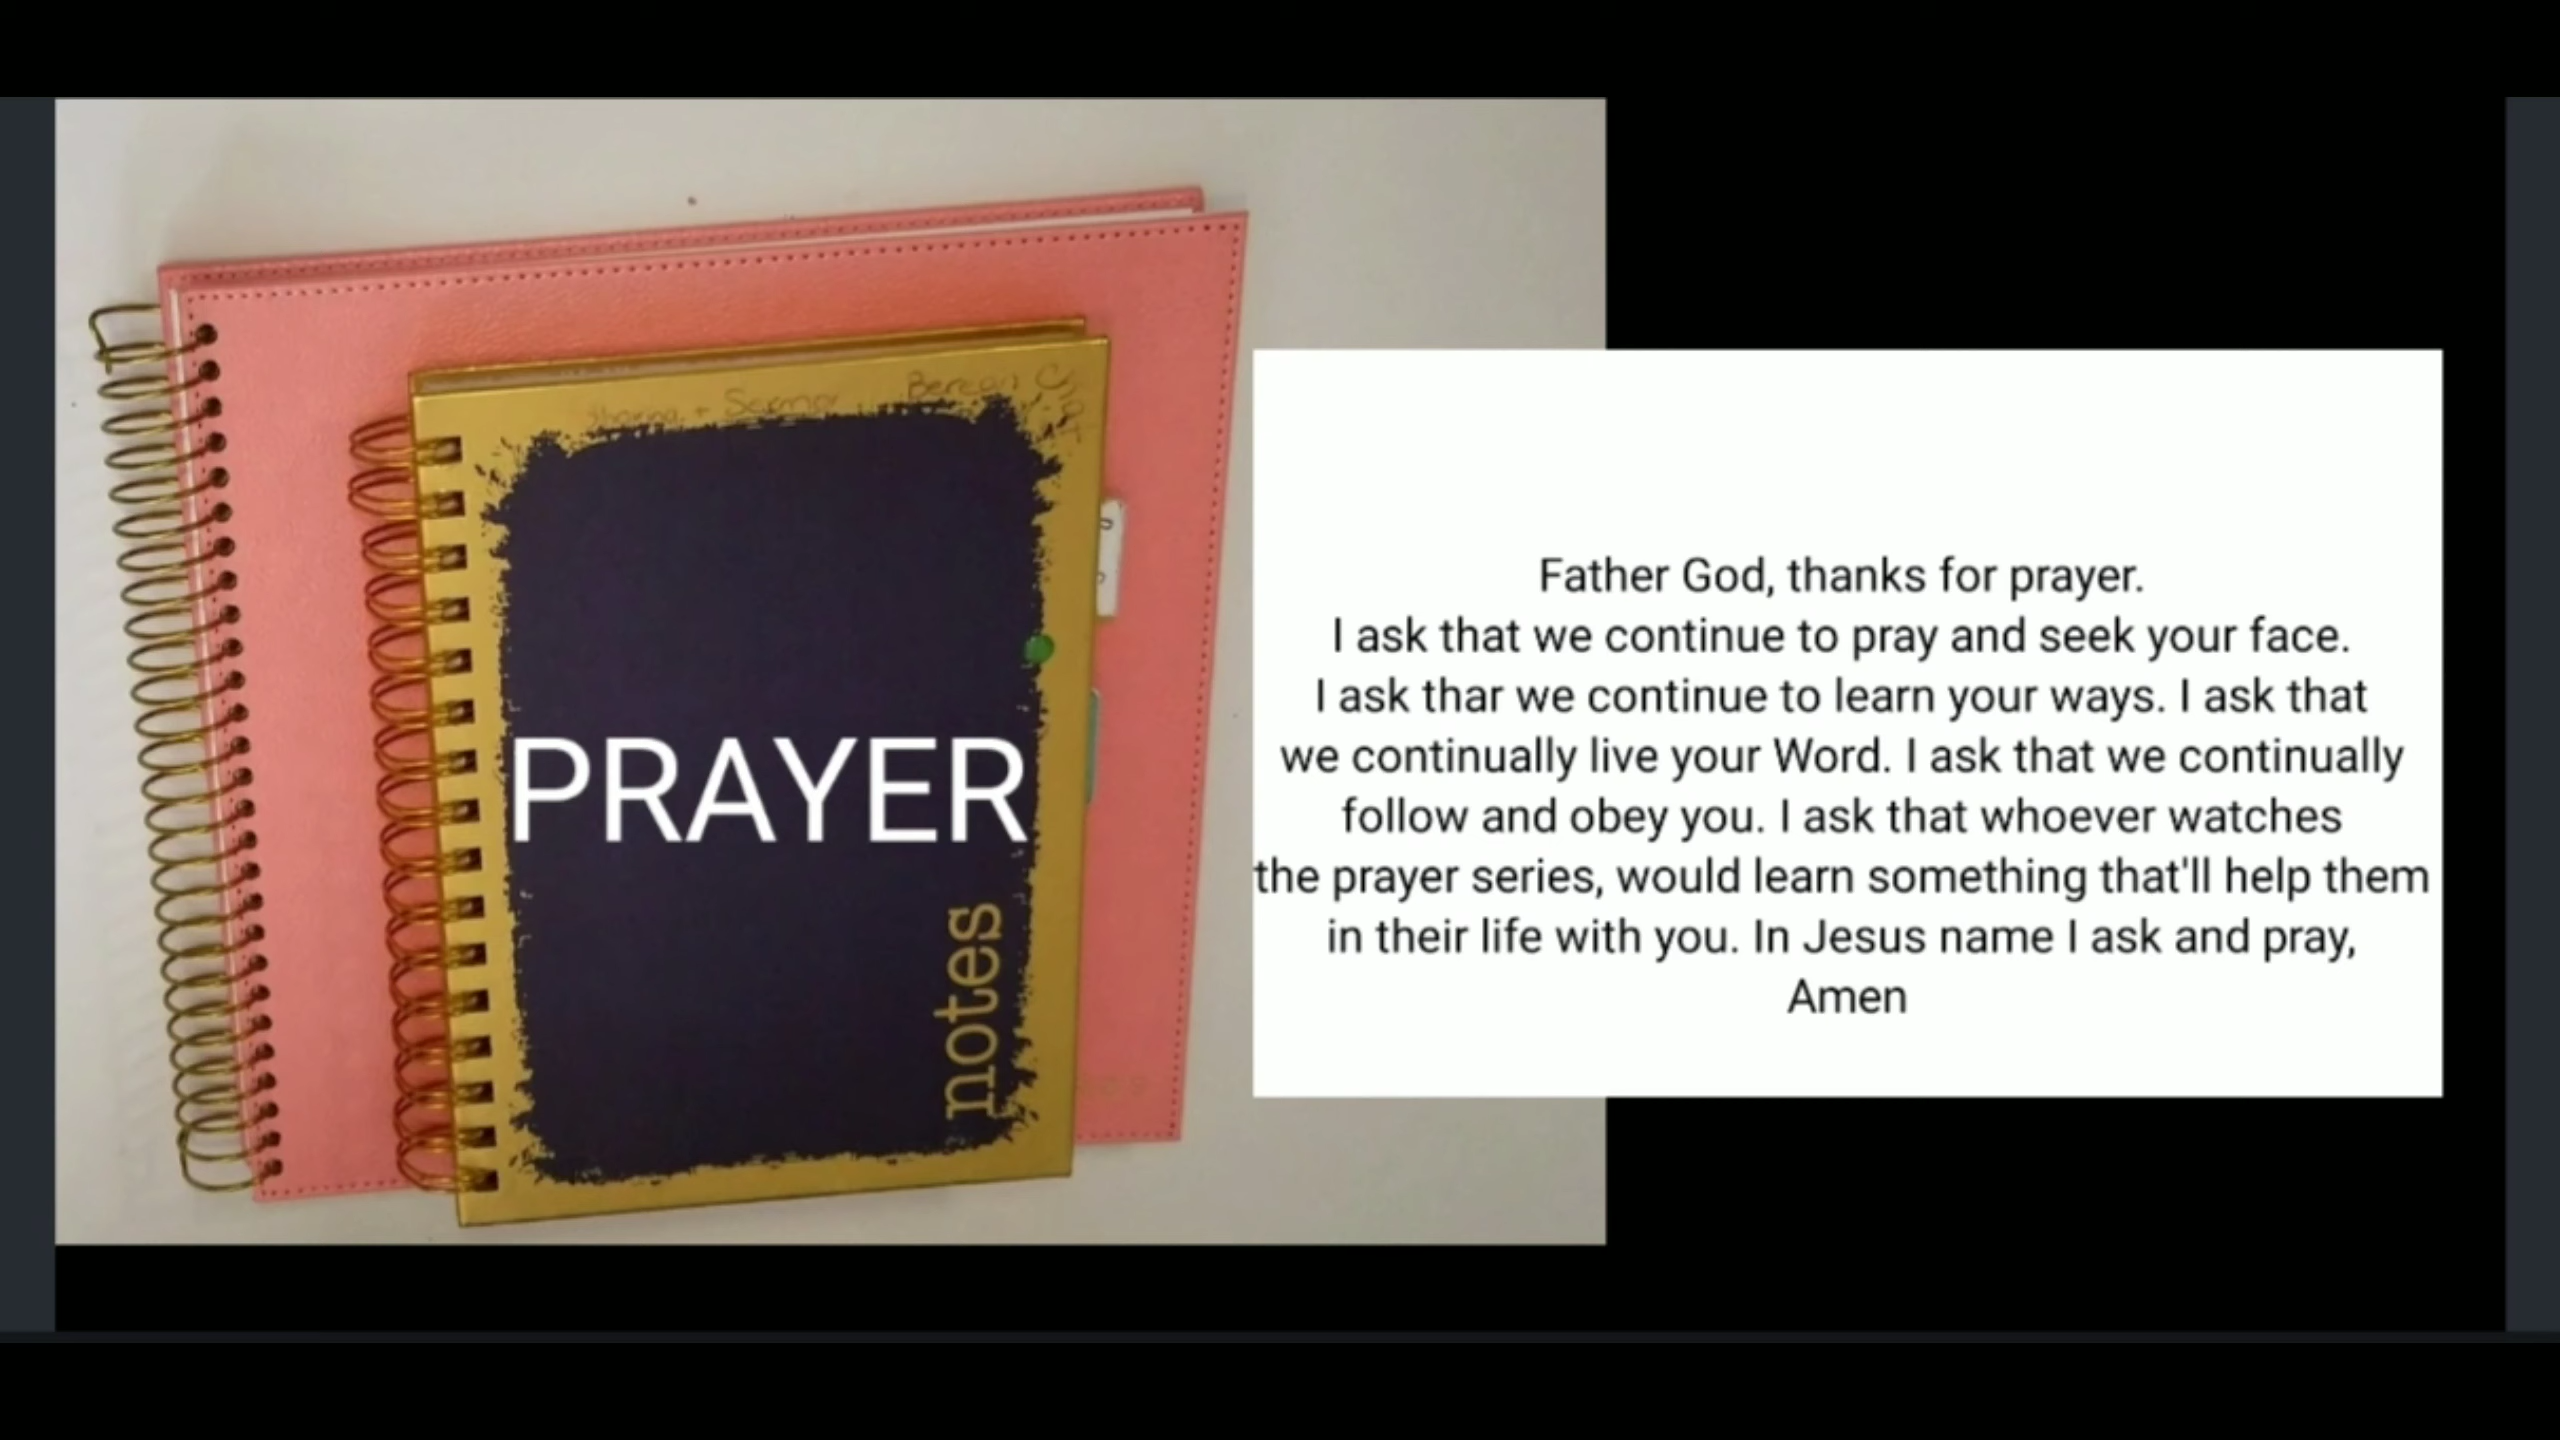 Sermon
Berean
PRAYER
notes
Father God, thanks for prayer.
I ask that we continue to pray and seek your face.
I ask thar we continue to learn your ways. I ask that
we continually live your Word. I ask that we continually
follow and obey you. I ask that whoever watches
the prayer series, would learn something that'll help them
in their life with you. In Jesus name I ask and pray,
Amen